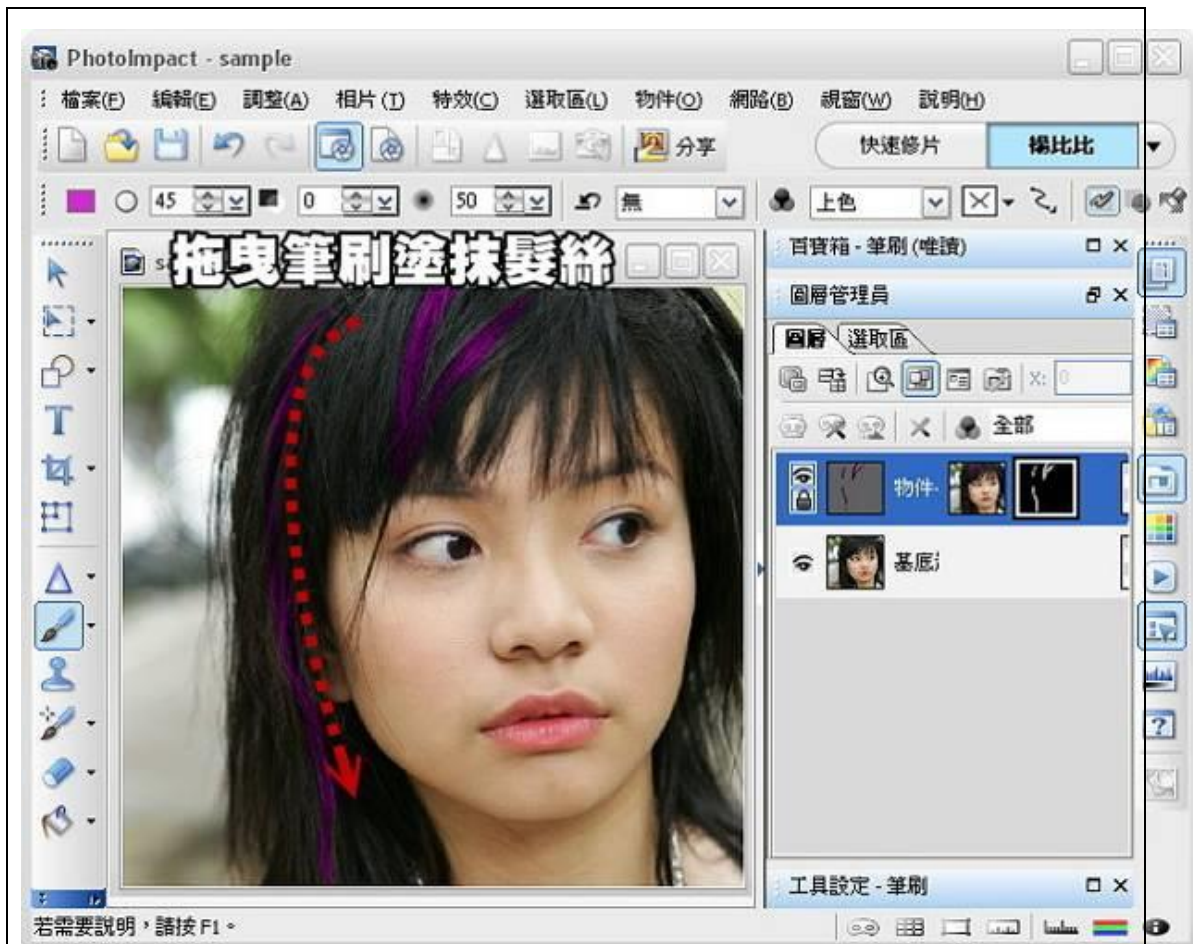 PhotoImpact - sample
檔案(F) 編輯(E) 調整(A) 相片(I) 特效(C) 選取區(L) 物件(O) 網路(B) 視窗(W) 說明(H)
分享 快速修片 楊比比
45 0 50 無 上色
拖曳筆刷塗抹髮絲
百寶箱 - 筆刷 (唯讀)
圖層管理員
圖層 選取區
X: 0
全部
物件-
基底
工具設定 - 筆刷
若需要說明，請按 F1。